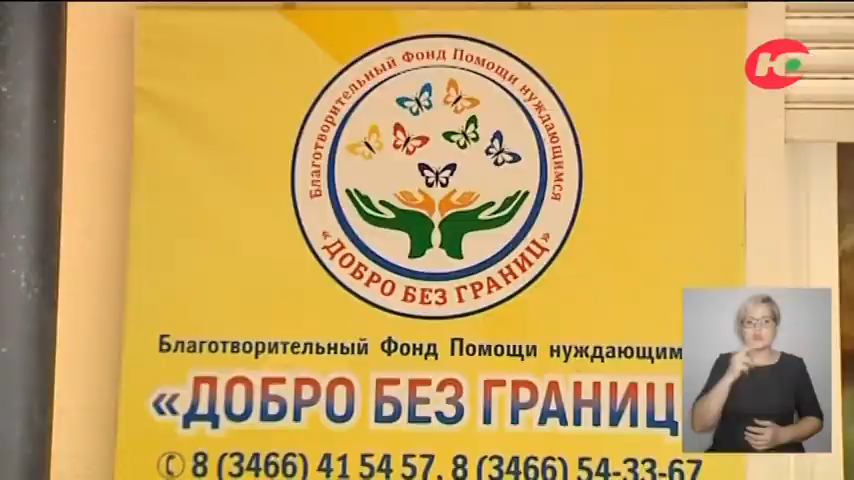 Ю
Благотворительный Фонд Помощи нуждающимся
«ДОБРО БЕЗ ГРАНИЦ»
Благотворительный Фонд Помощи нуждающим
«ДОБРО БЕЗ ГРАНИЦ
✆ 8 (3466) 41 54 57, 8 (3466) 54-33-67